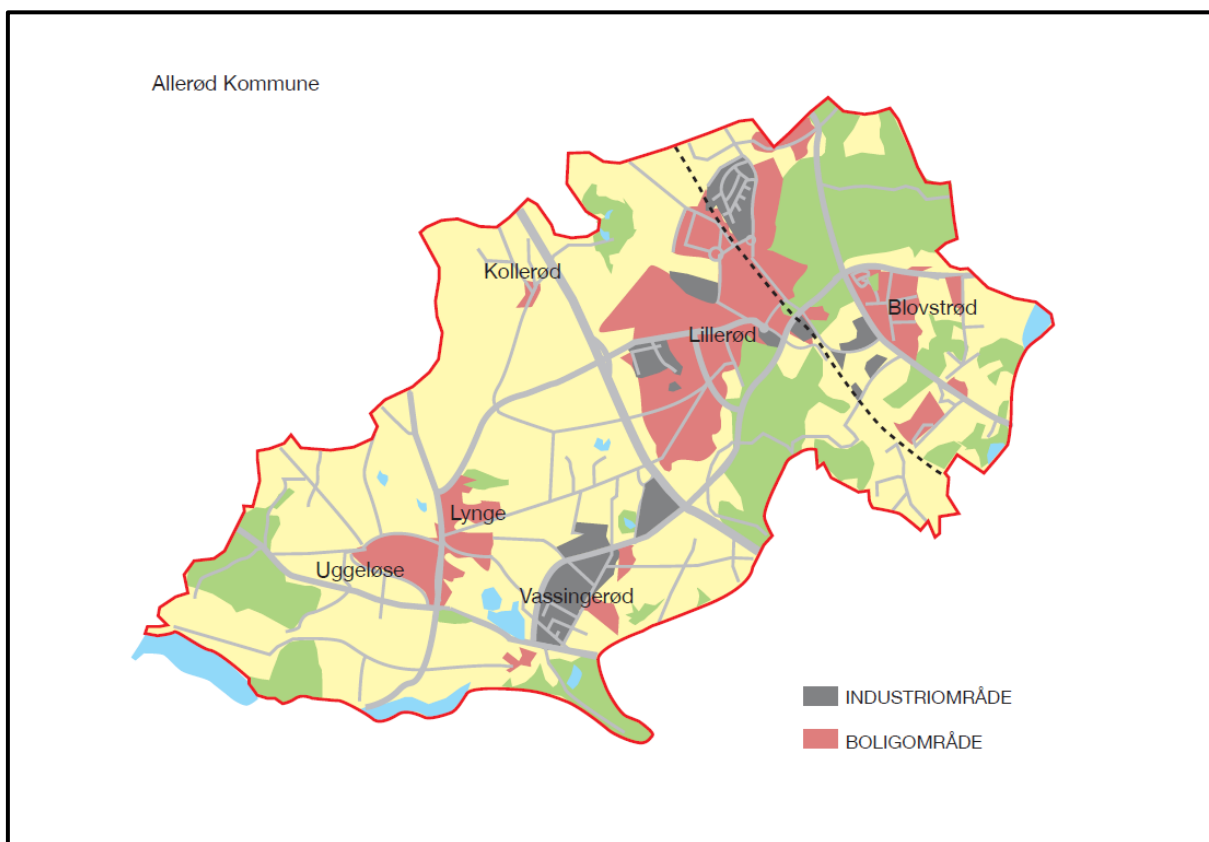 Allerød Kommune
Kollerød
Blovstrød
Lillerød
Lynge
Uggeløse
Vassingerød
INDUSTRIOMRÅDE
BOLIGOMRÅDE